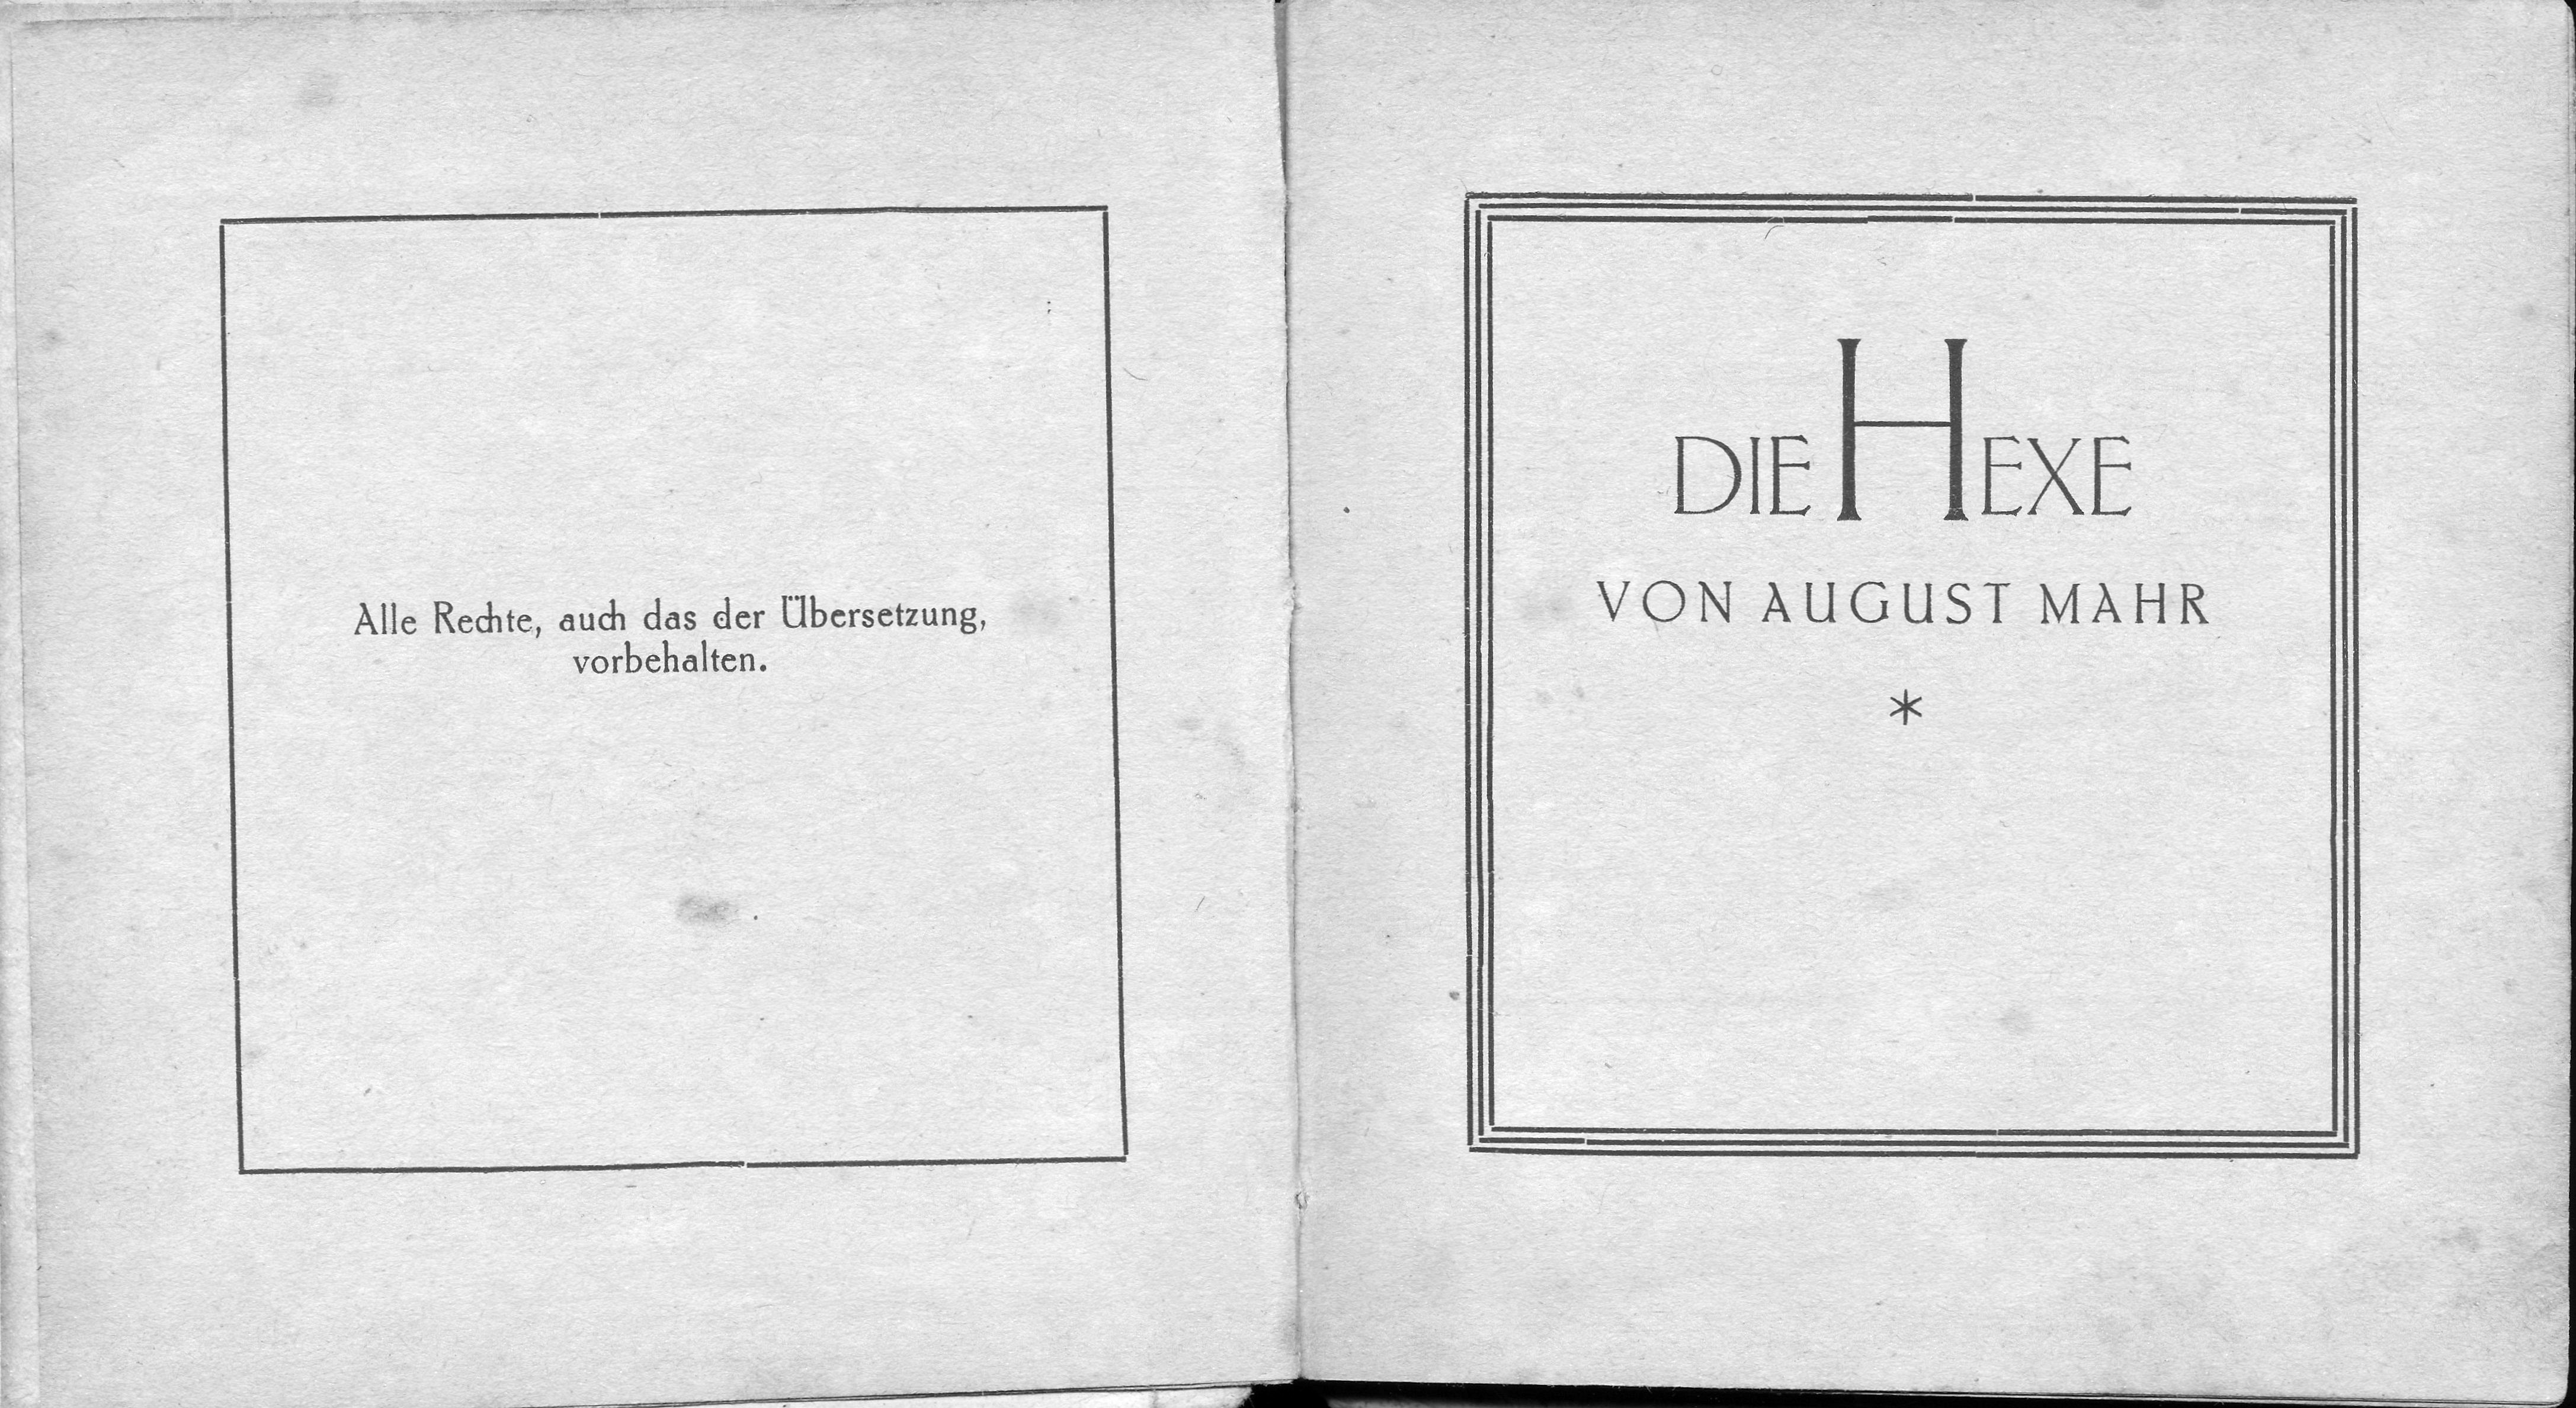 Alle Rechte, auch das der Übersetzung,
vorbehalten.
DIE HEXE
VON AUGUST MAHR
*